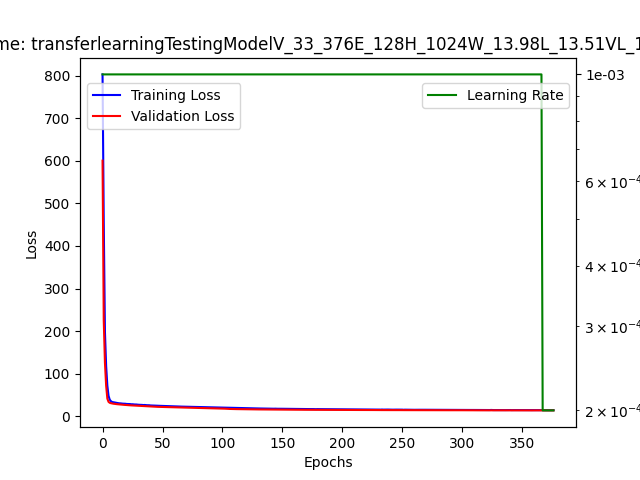 me: transferlearningTestingModelV_33_376E_128H_1024W_13.98L_13.51VL_1
Training Loss
Validation Loss
Learning Rate
800
700
600
500
400
300
200
100
0
Loss
1e-03
6 × 10⁻⁴
4 × 10⁻⁴
3 × 10⁻⁴
2 × 10⁻⁴
0 50 100 150 200 250 300 350
Epochs